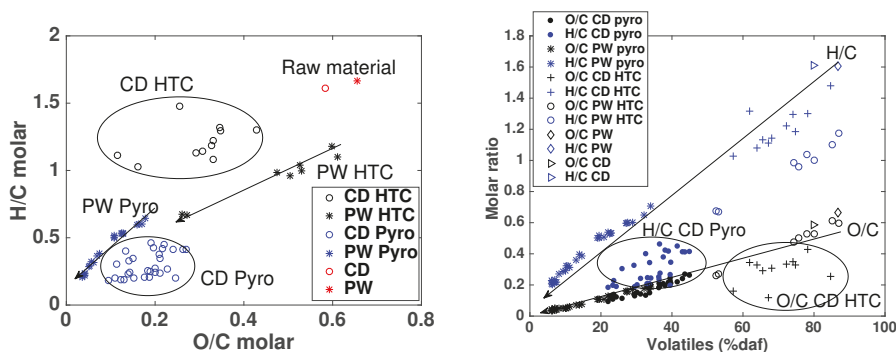 2
1.5
1
0.5
0
0
0.2
0.4
0.6
0.8
H/C molar
O/C molar
CD HTC
Raw material
PW HTC
PW Pyro
CD Pyro
CD HTC
PW HTC
CD Pyro
PW Pyro
CD
PW
1.8
1.6
1.4
1.2
1
0.8
0.6
0.4
0.2
0
0
20
40
60
80
100
Molar ratio
Volatiles (%daf)
O/C CD pyro
H/C CD pyro
O/C PW pyro
H/C PW pyro
O/C CD HTC
H/C CD HTC
O/C PW HTC
H/C PW HTC
O/C PW
H/C PW
O/C CD
H/C CD
H/C
H/C CD Pyro
O/C
O/C CD HTC